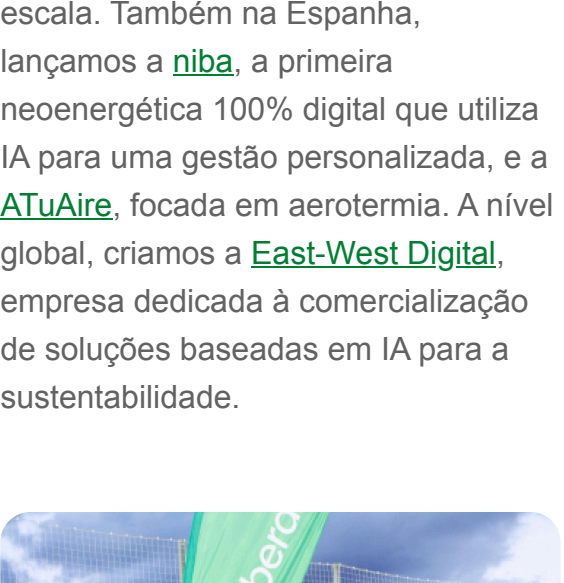 escala. Também na Espanha,
lançamos a niba, a primeira
neoenergética 100% digital que utiliza
IA para uma gestão personalizada, e a
ATuAire, focada em aerotermia. A nível
global, criamos a East-West Digital,
empresa dedicada à comercialização
de soluções baseadas em IA para a
sustentabilidade.
berd